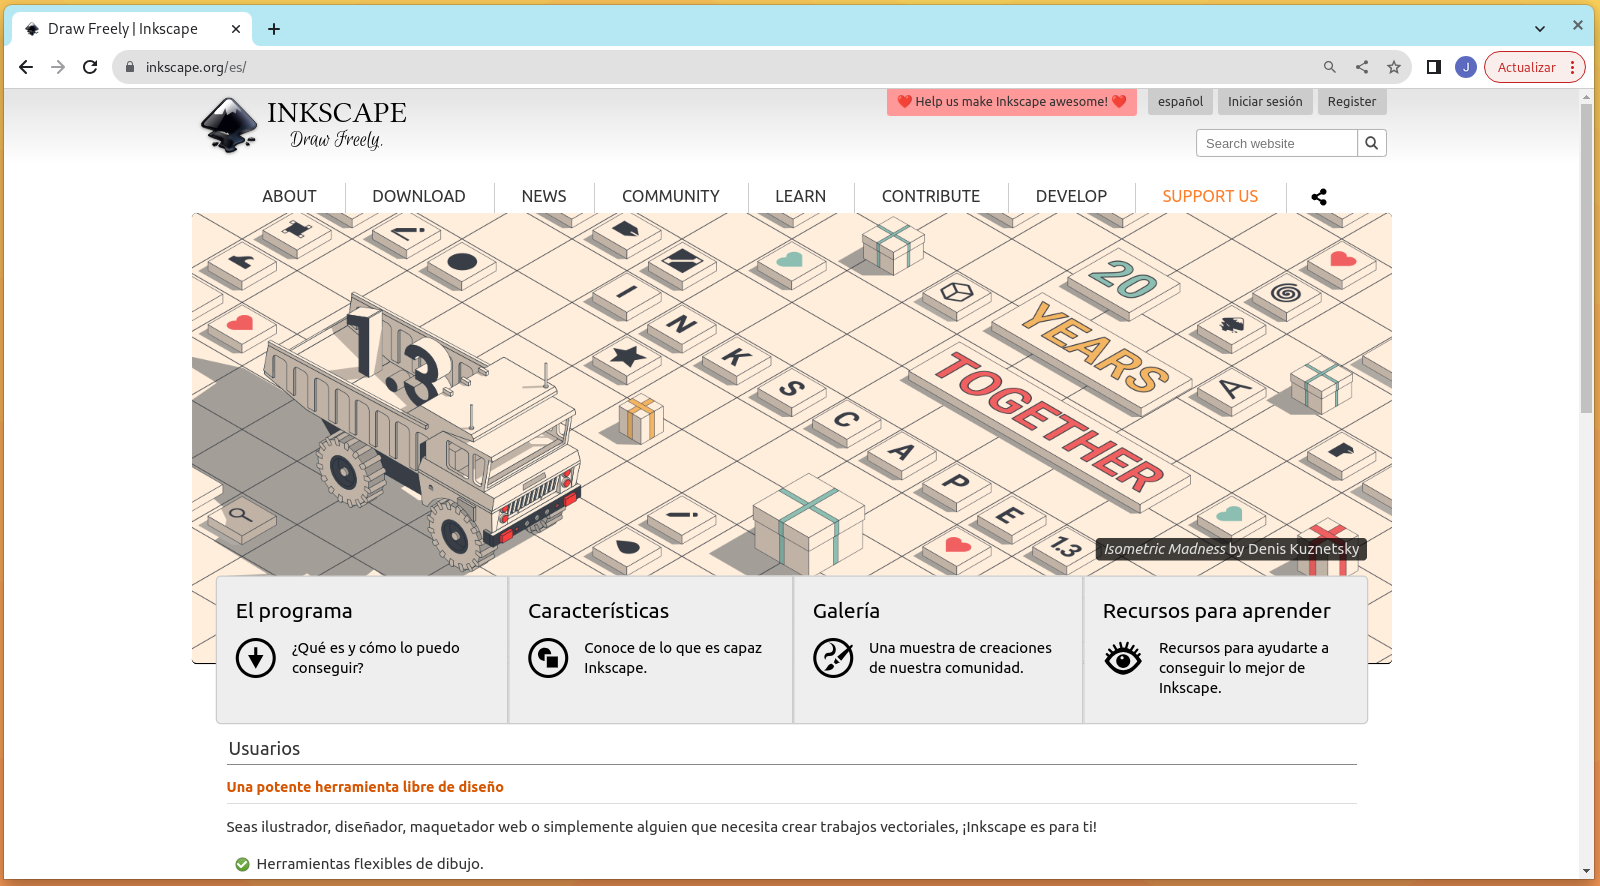 Draw Freely | Inkscape
inkscape.org/es/
J
Actualizar
INKSCAPE
Draw Freely.
Help us make Inkscape awesome!
español
Iniciar sesión
Register
Search website
ABOUT
DOWNLOAD
NEWS
COMMUNITY
LEARN
CONTRIBUTE
DEVELOP
SUPPORT US
1.3
20
YEARS
TOGETHER
I N K S C A P E 1.3
A
Isometric Madness by Denis Kuznetsky
El programa
¿Qué es y cómo lo puedo
conseguir?
Características
Conoce de lo que es capaz
Inkscape.
Galería
Una muestra de creaciones
de nuestra comunidad.
Recursos para aprender
Recursos para ayudarte a
conseguir lo mejor de
Inkscape.
Usuarios
Una potente herramienta libre de diseño
Seas ilustrador, diseñador, maquetador web o simplemente alguien que necesita crear trabajos vectoriales, ¡Inkscape es para ti!
Herramientas flexibles de dibujo.